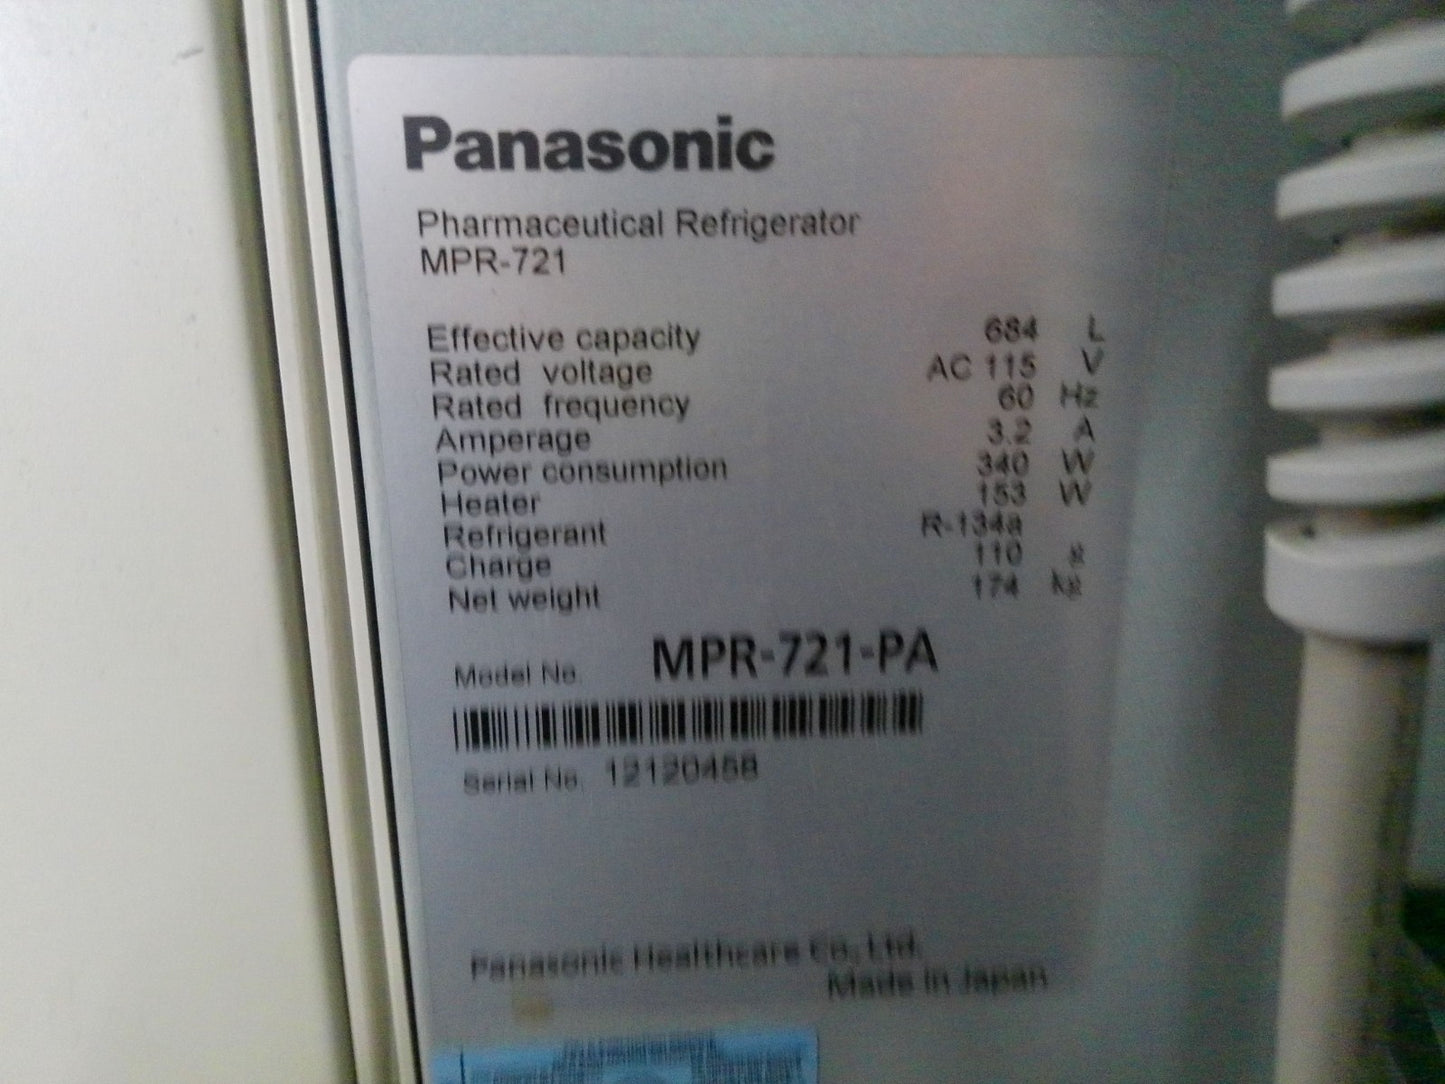 Panasonic
Pharmaceutical Refrigerator
MPR-721
Effective capacity 684 L
Rated voltage AC 115 V
Rated frequency 60 Hz
Amperage 3.2 A
Power consumption 340 W
Heater 153 W
Refrigerant R-134a
Charge 110 g
Net weight 174 kg
Model No. MPR-721-PA
Serial No. 12120458
Panasonic Healthcare Co., Ltd.
Made in Japan